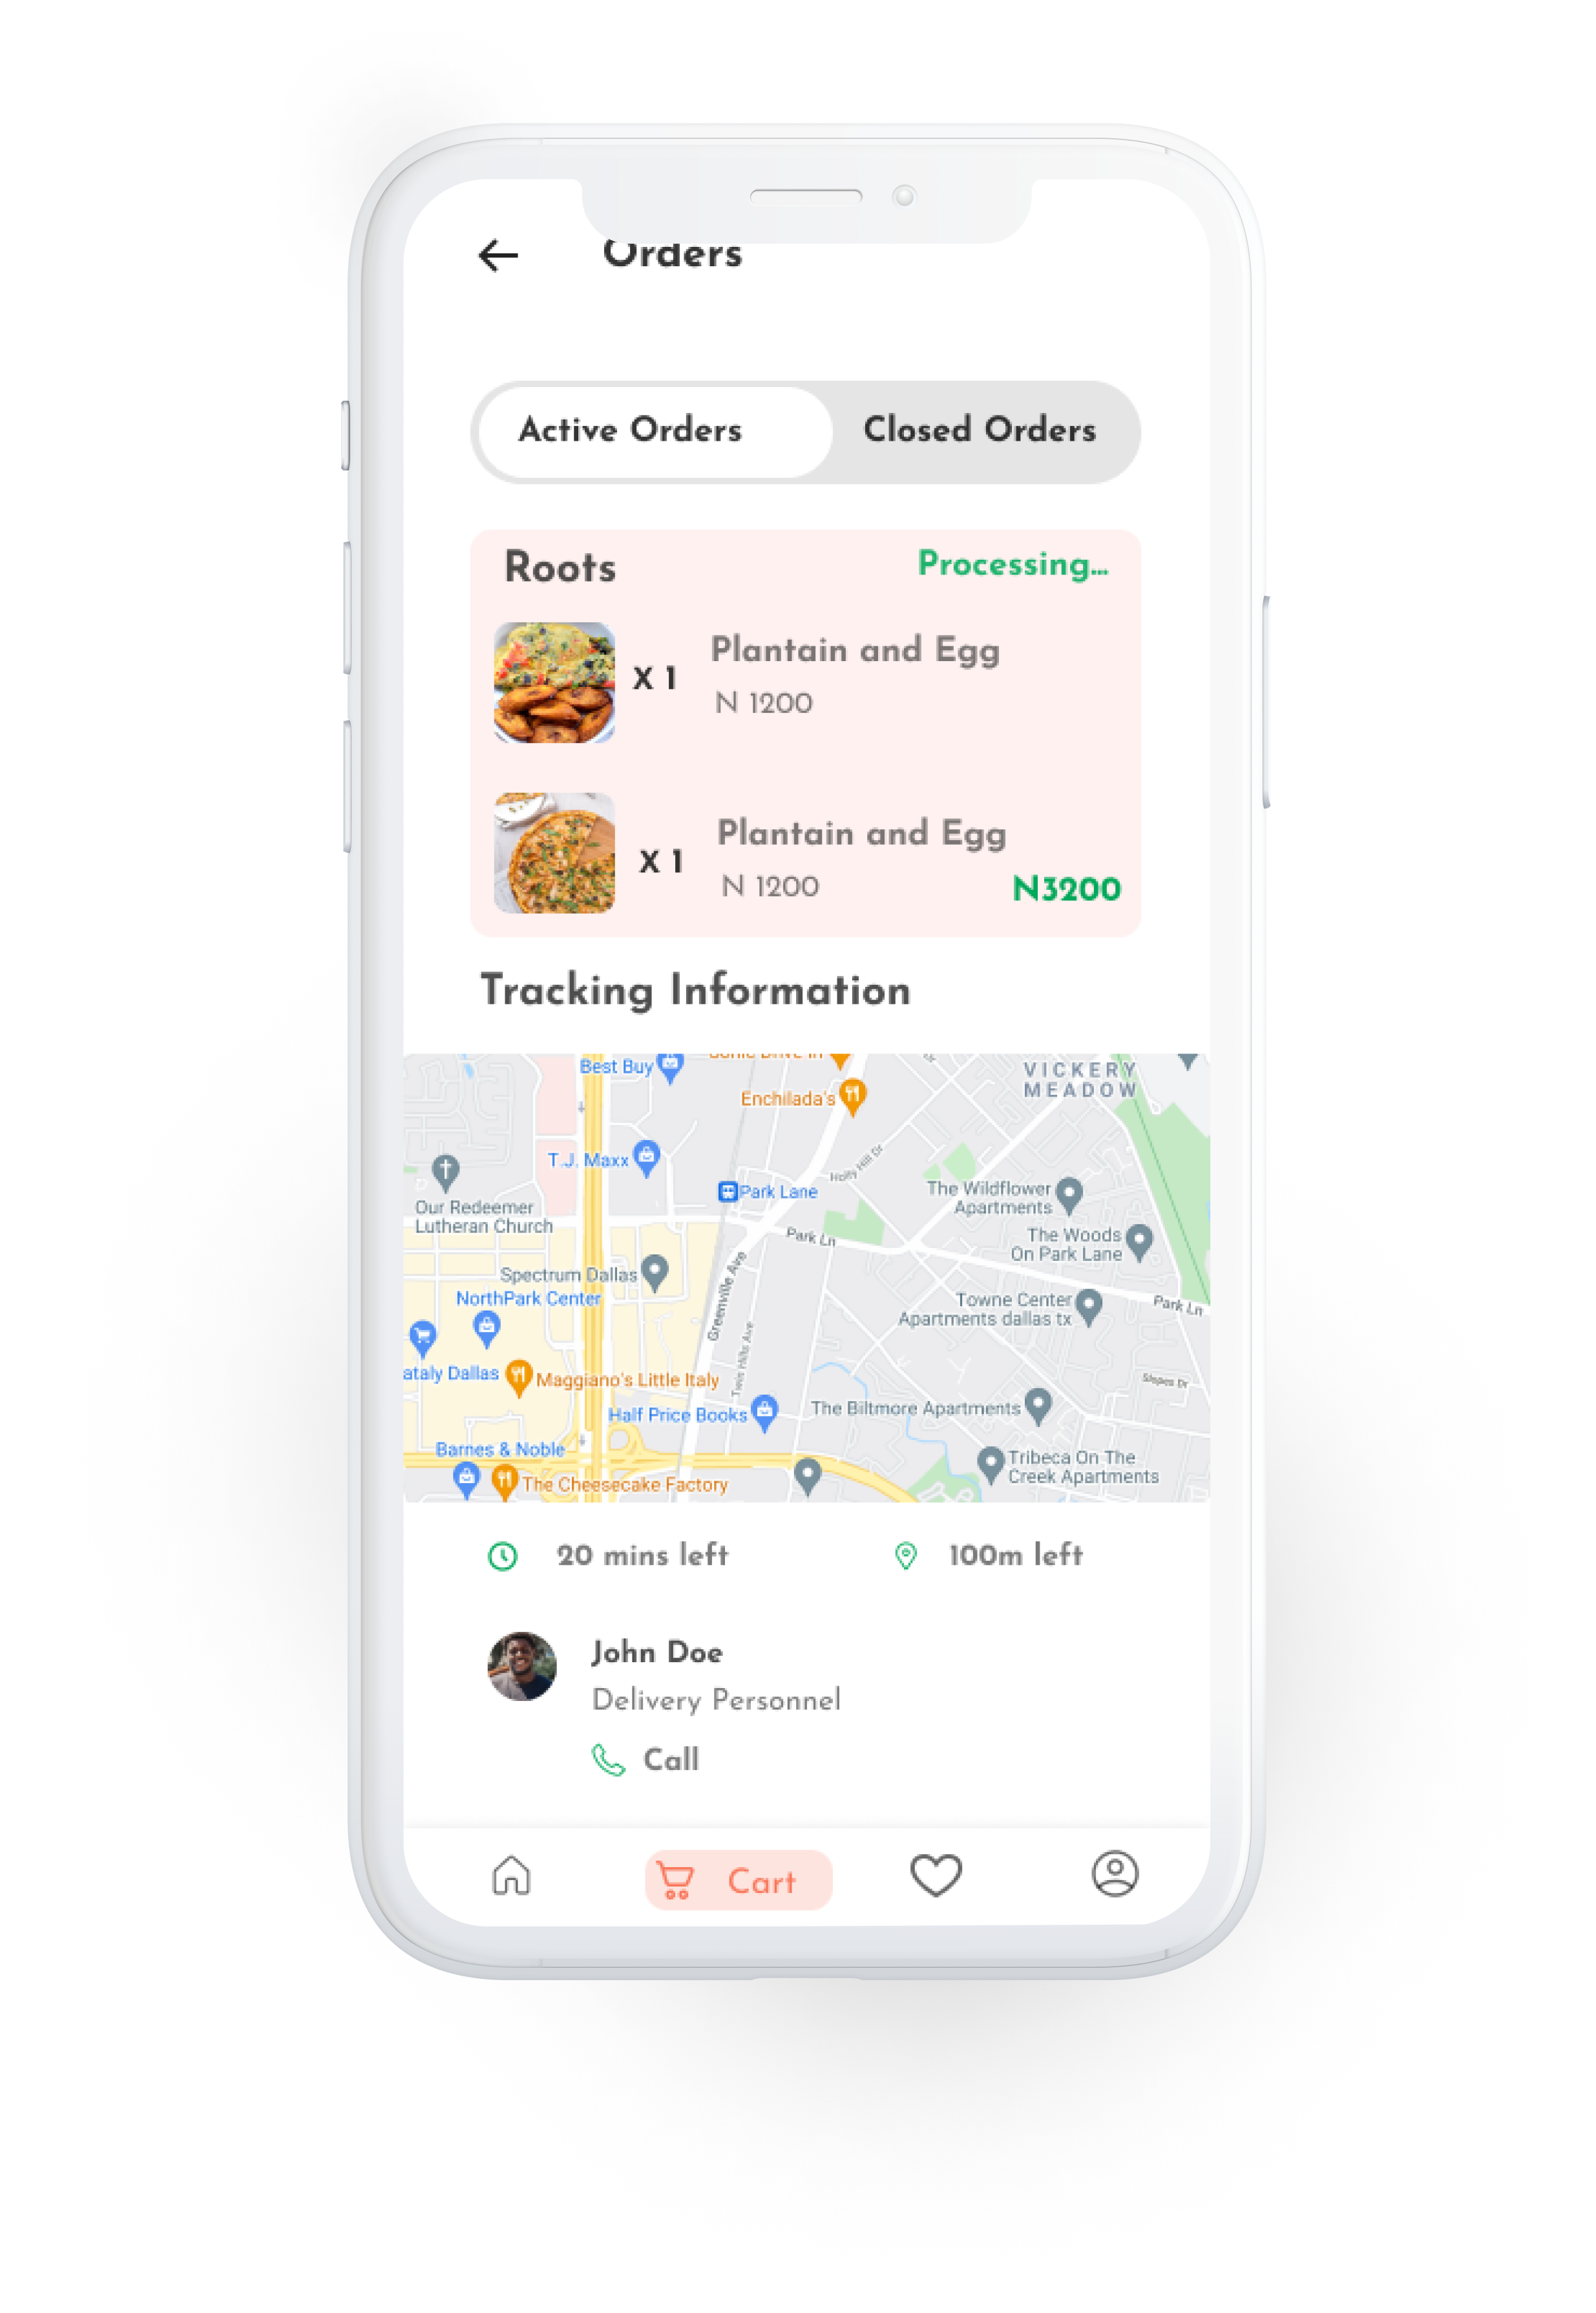 Orders
Active Orders
Closed Orders
Roots
Processing...
X 1
Plantain and Egg
N 1200
X 1
Plantain and Egg
N 1200
N3200
Tracking Information
Best Buy
Enchilada's
VICKERY
MEADOW
T.J. Maxx
Holly Hill Dr
Park Lane
Our Redeemer
Lutheran Church
The Wildflower
Apartments
Park Ln
The Woods
On Park Lane
Spectrum Dallas
Greenville Ave
NorthPark Center
Towne Center
Apartments dallas tx
Park Ln
Twin Hills Ave
ataly Dallas
Maggiano's Little Italy
Slopes Dr
Half Price Books
The Biltmore Apartments
Barnes & Noble
Tribeca On The
Creek Apartments
The Cheesecake Factory
20 mins left
100m left
John Doe
Delivery Personnel
Call
Cart